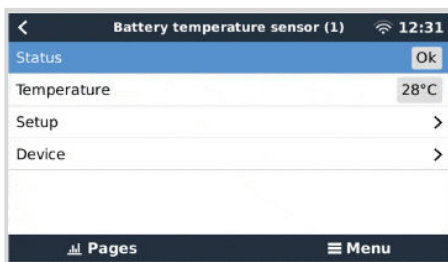 Battery temperature sensor (1) 12:31
Status Ok
Temperature 28°C
Setup
Device
Pages Menu